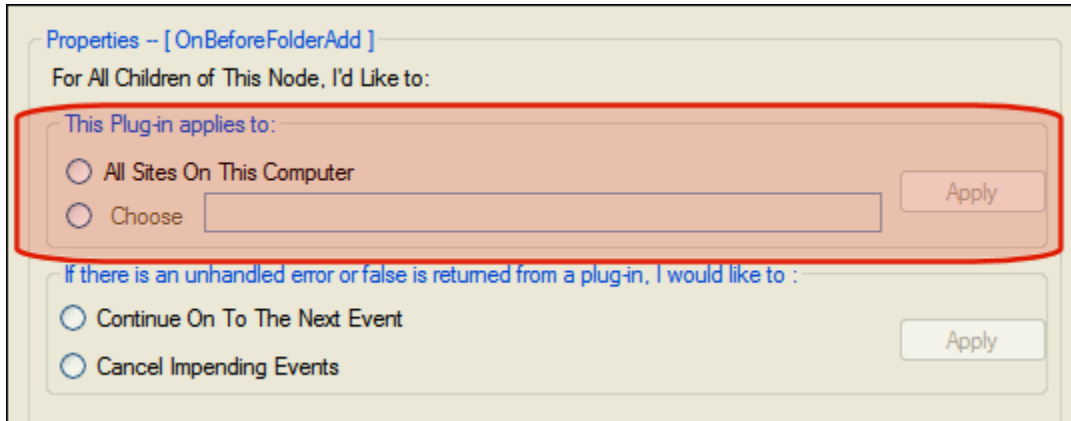 Properties -- [ OnBeforeFolderAdd ]
For All Children of This Node, I'd Like to:
This Plug-in applies to:
All Sites On This Computer
Apply
Choose
If there is an unhandled error or false is returned from a plug-in, I would like to :
Continue On To The Next Event
Apply
Cancel Impending Events